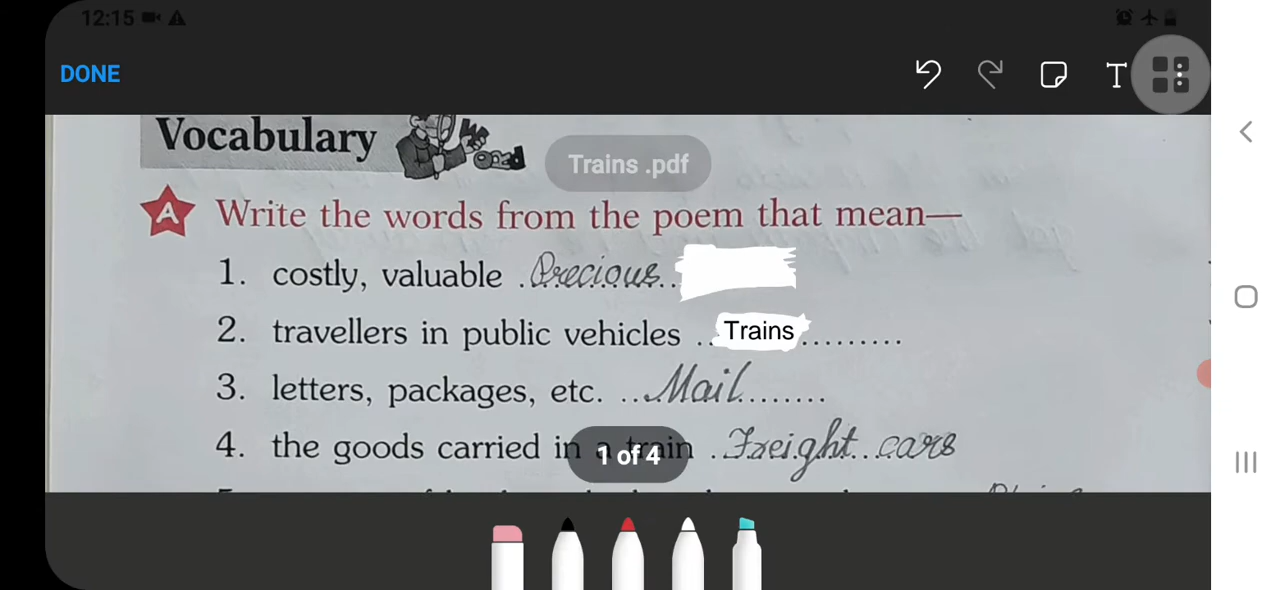 12:15
DONE
T
Vocabulary
Word
Trains .pdf
A Write the words from the poem that mean—
1. costly, valuable .Precious..
2. travellers in public vehicles ..Trains.........
3. letters, packages, etc. ...Mail.......
4. the goods carried in a train .Freight..cars
1 of 4